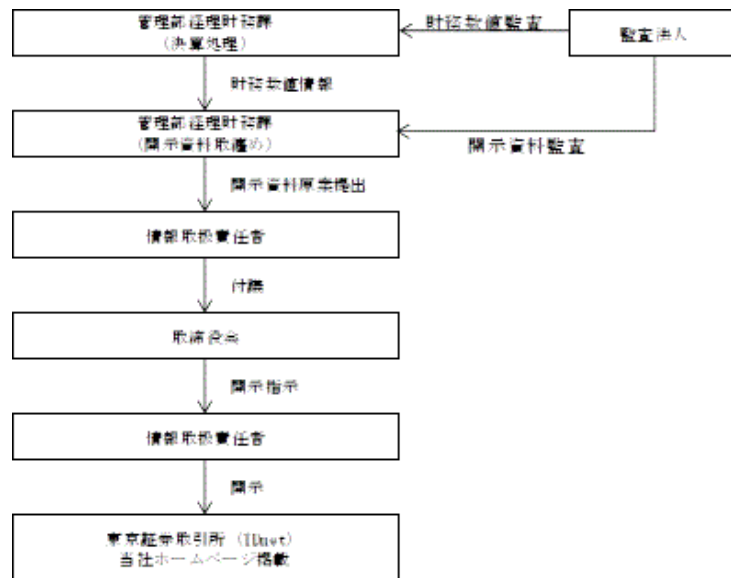 管理部経理財務課
(決算処理)
財務数値監査
監査法人
財務数値情報
管理部経理財務課
(開示資料取纏め)
開示資料監査
開示資料原案提出
情報取扱責任者
付議
取締役会
開示指示
情報取扱責任者
開示
東京証券取引所 (TDnet)
当社ホームページ掲載